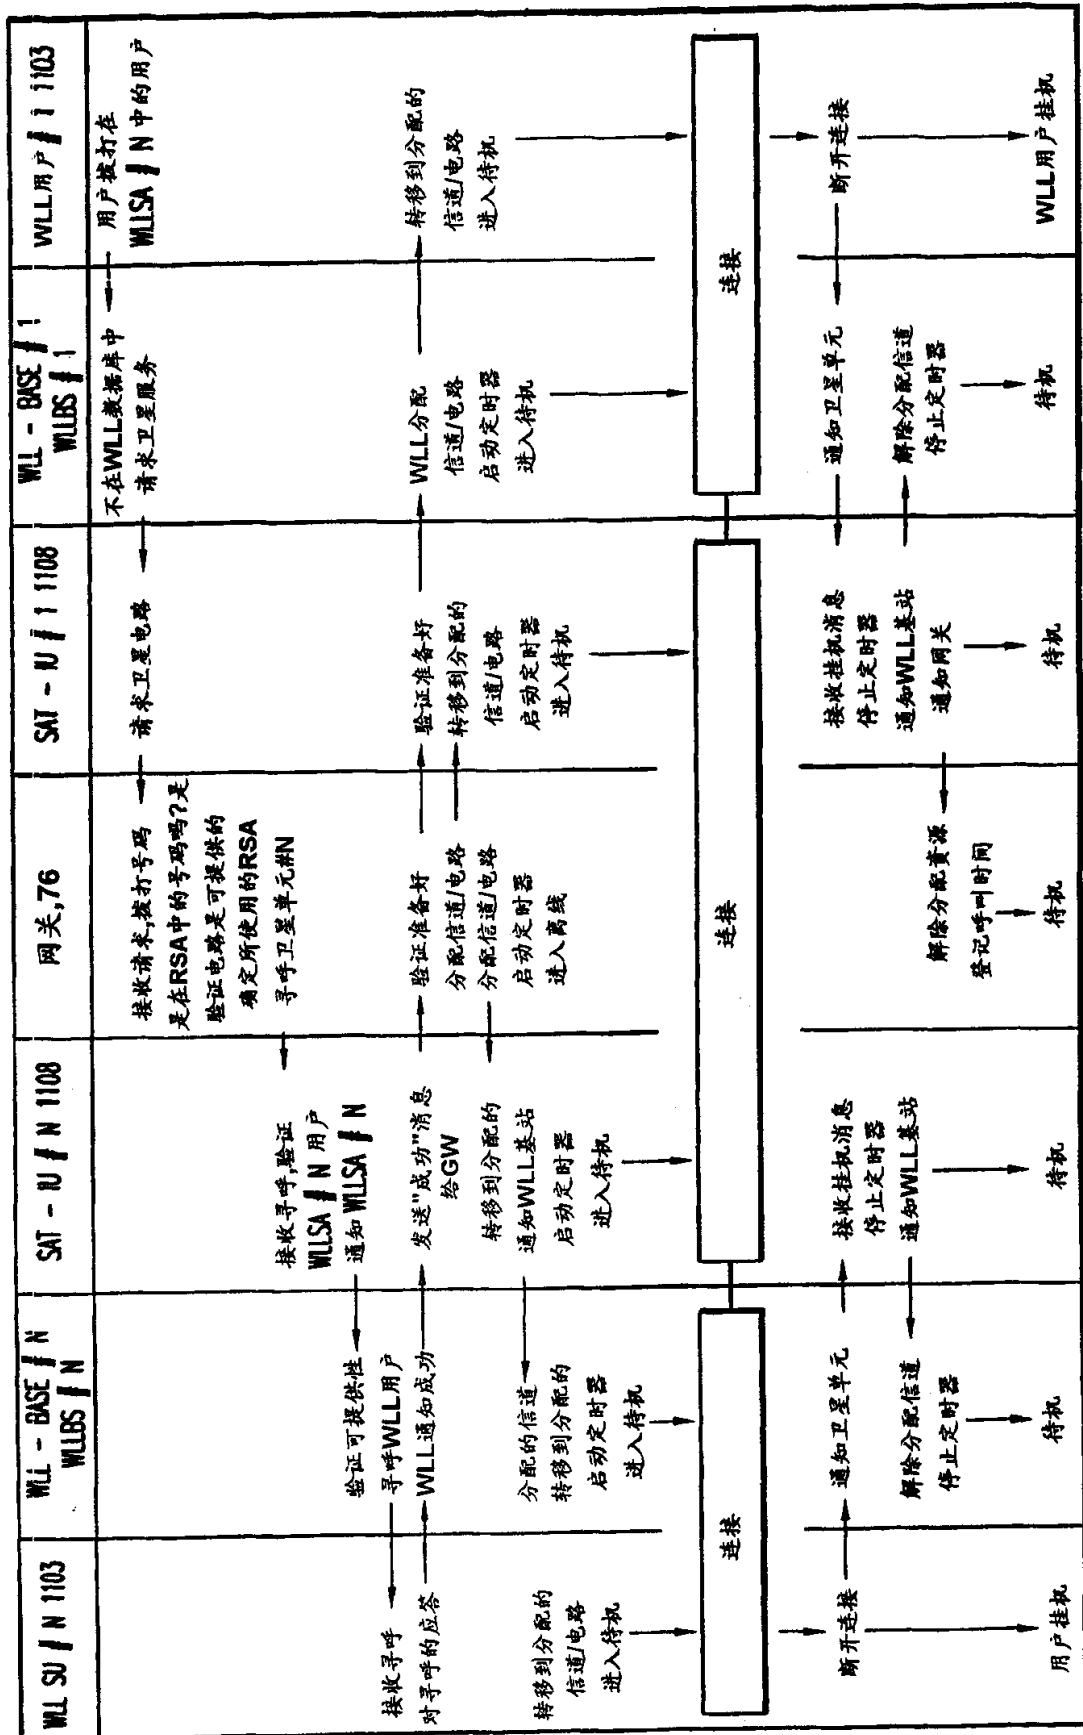 WLL SU # N 1103
WLL - BASE # N
WLLBS # N
SAT - IU # N 1108
网关,76
SAT - IU # 1 1108
WLL - BASE # 1
WLLBS # 1
WLL用户 # 1 1103
用户拨打在
WLLSA # N 中的用户
不在WLL数据库中
请求卫星服务
请求卫星电路
接收请求,拨打号码
是在RSA中的号码吗?是
验证电路是可提供的
确定所使用的RSA
寻呼卫星单元#N
接收寻呼,验证
WLLSA # N 用户
通知 WLLSA # N
验证可提供性
寻呼WLL用户
WLL通知成功
接收寻呼
对寻呼的应答
发送"成功"消息
给GW
验证准备好
分配信道/电路
分配信道/电路
启动定时器
进入离线
验证准备好
转移到分配的
信道/电路
启动定时器
进入待机
WLL分配
信道/电路
启动定时器
进入待机
转移到分配的
信道/电路
进入待机
转移到分配的
通知WLL基站
启动定时器
进入待机
分配的信道
转移到分配的
启动定时器
进入待机
转移到分配的
信道/电路
进入待机
连接
连接
连接
断开连接
通知卫星单元
接收挂机消息
停止定时器
通知WLL基站
接收挂机消息
停止定时器
通知WLL基站
通知网关
通知卫星单元
断开连接
解除分配信道
停止定时器
解除分配资源
登记呼叫时间
解除分配信道
停止定时器
用户挂机
待机
待机
待机
待机
待机
WLL用户挂机